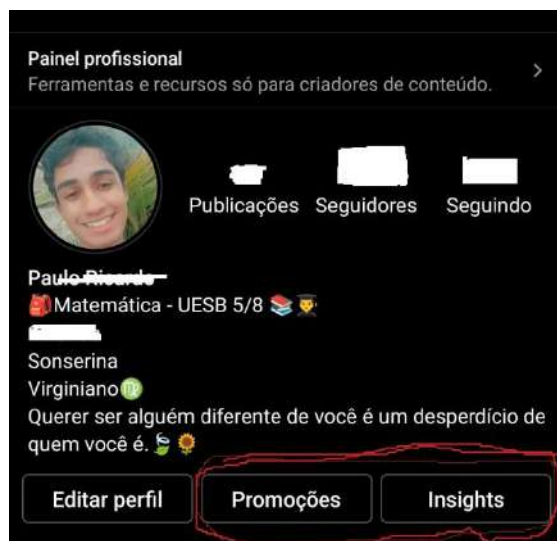 Painel profissional
Ferramentas e recursos só para criadores de conteúdo.
Publicações Seguidores Seguindo
Paulo Ricardo
🎒Matemática - UESB 5/8 📚👨‍🎓
Sonserina
Virginiano♍
Querer ser alguém diferente de você é um desperdício de
quem você é.🍃🌻
Editar perfil Promoções Insights